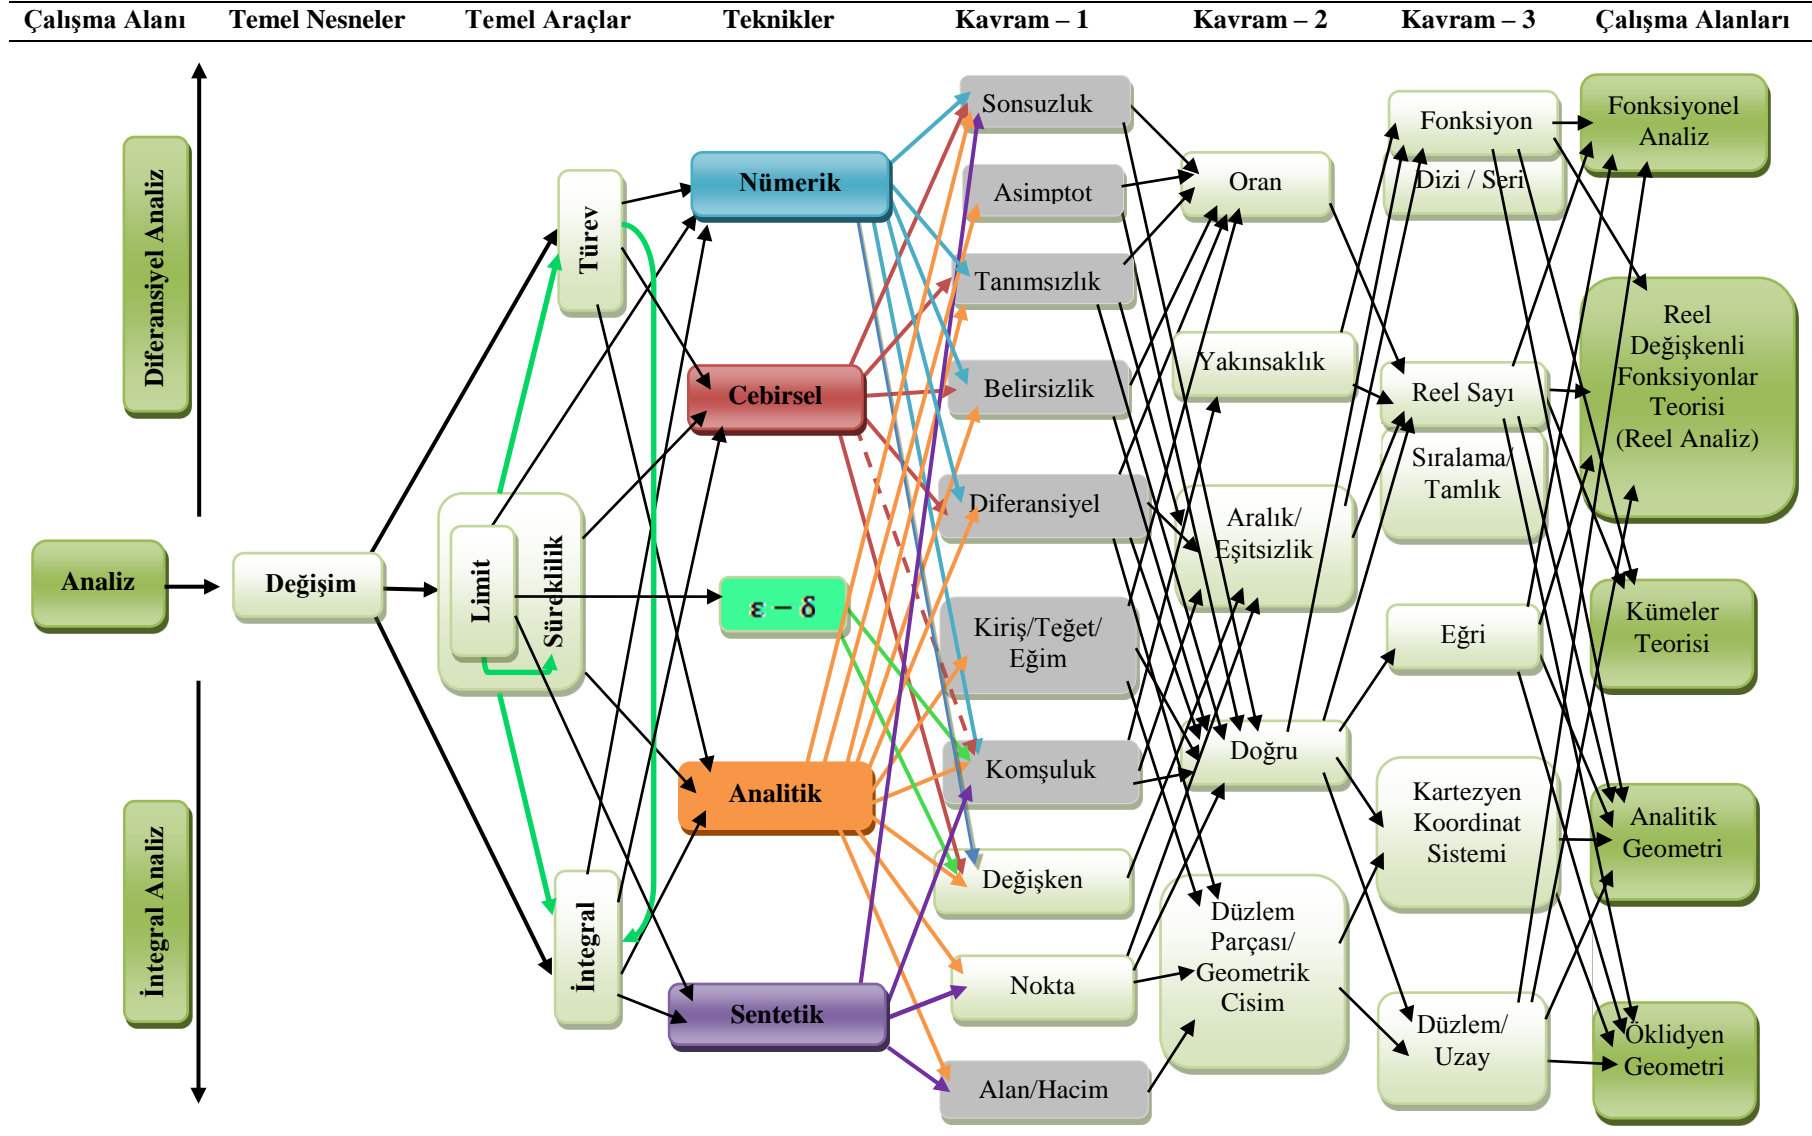 Çalışma Alanı Temel Nesneler Temel Araçlar Teknikler Kavram – 1 Kavram – 2 Kavram – 3 Çalışma Alanları
Diferansiyel Analiz
Analiz
İntegral Analiz
Değişim
Türev
Limit
Süreklilik
İntegral
Nümerik
Cebirsel
ε − δ
Analitik
Sentetik
Sonsuzluk
Asimptot
Tanımsızlık
Belirsizlik
Diferansiyel
Kiriş/Teğet/
Eğim
Komşuluk
Değişken
Nokta
Alan/Hacim
Oran
Yakınsaklık
Aralık/
Eşitsizlik
Doğru
Düzlem
Parçası/
Geometrik
Cisim
Fonksiyon
Dizi / Seri
Reel Sayı
Sıralama/
Tamlık
Eğri
Kartezyen
Koordinat
Sistemi
Düzlem/
Uzay
Fonksiyonel
Analiz
Reel
Değişkenli
Fonksiyonlar
Teorisi
(Reel Analiz)
Kümeler
Teorisi
Analitik
Geometri
Öklidyen
Geometri